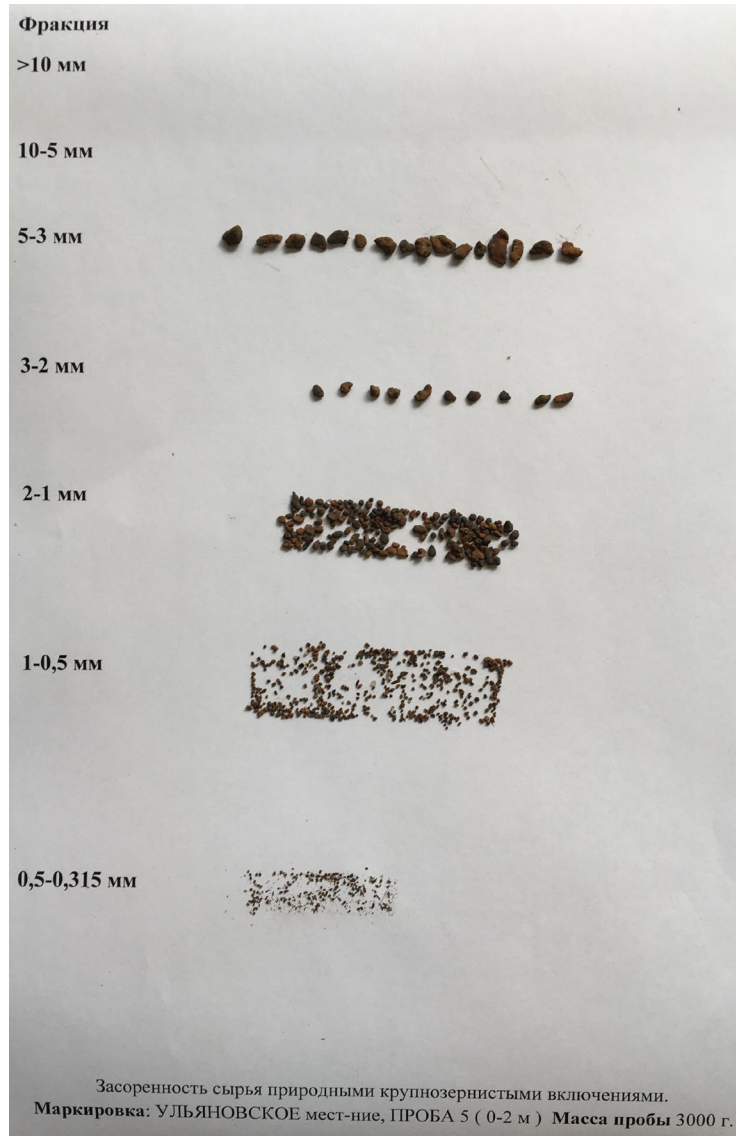 Фракция
>10 мм
10-5 мм
5-3 мм
3-2 мм
2-1 мм
1-0,5 мм
0,5-0,315 мм
Засоренность сырья природными крупнозернистыми включениями.
Маркировка: УЛЬЯНОВСКОЕ мест-ние, ПРОБА 5 ( 0-2 м ) Масса пробы 3000 г.